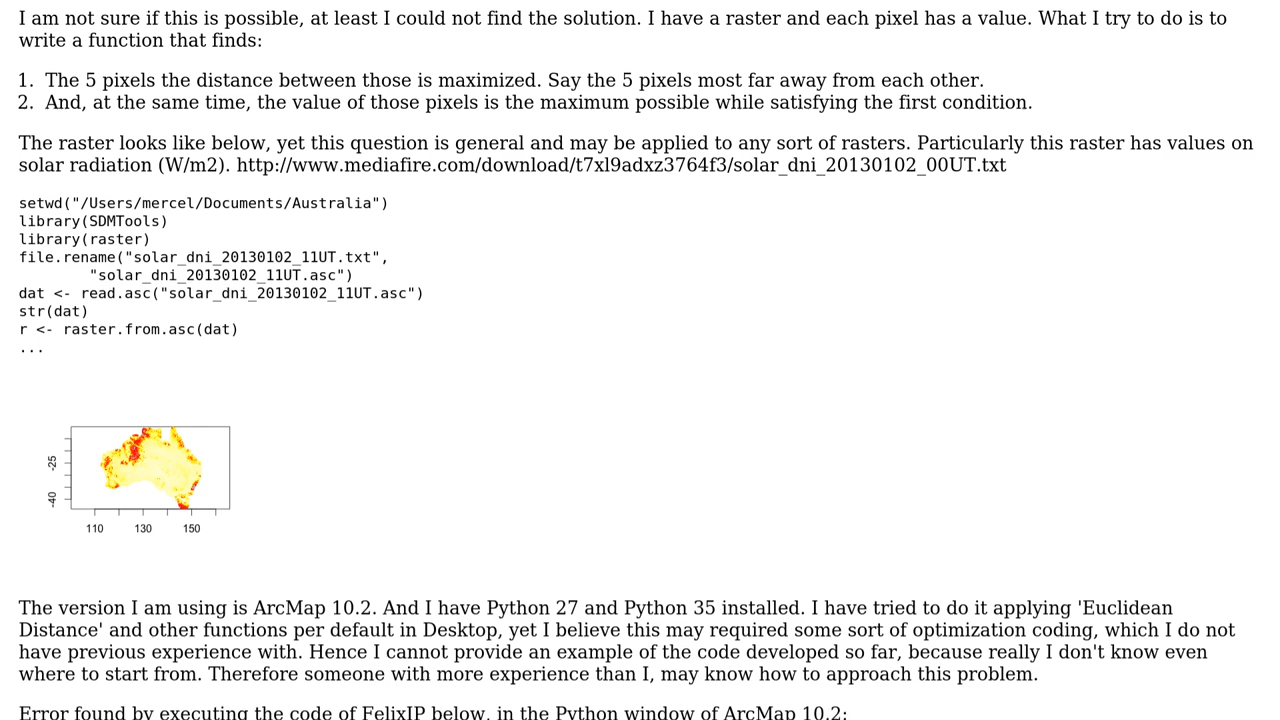 I am not sure if this is possible, at least I could not find the solution. I have a raster and each pixel has a value. What I try to do is to
write a function that finds:
1. The 5 pixels the distance between those is maximized. Say the 5 pixels most far away from each other.
2. And, at the same time, the value of those pixels is the maximum possible while satisfying the first condition.
The raster looks like below, yet this question is general and may be applied to any sort of rasters. Particularly this raster has values on
solar radiation (W/m2). http://www.mediafire.com/download/t7xl9adxz3764f3/solar_dni_20130102_00UT.txt
setwd("/Users/mercel/Documents/Australia")
library(SDMTools)
library(raster)
file.rename("solar_dni_20130102_11UT.txt",
        "solar_dni_20130102_11UT.asc")
dat <- read.asc("solar_dni_20130102_11UT.asc")
str(dat)
r <- raster.from.asc(dat)
...
-25
-40
110 130 150
The version I am using is ArcMap 10.2. And I have Python 27 and Python 35 installed. I have tried to do it applying 'Euclidean
Distance' and other functions per default in Desktop, yet I believe this may required some sort of optimization coding, which I do not
have previous experience with. Hence I cannot provide an example of the code developed so far, because really I don't know even
where to start from. Therefore someone with more experience than I, may know how to approach this problem.
Error found by executing the code of FelixIP below, in the Python window of ArcMap 10.2: